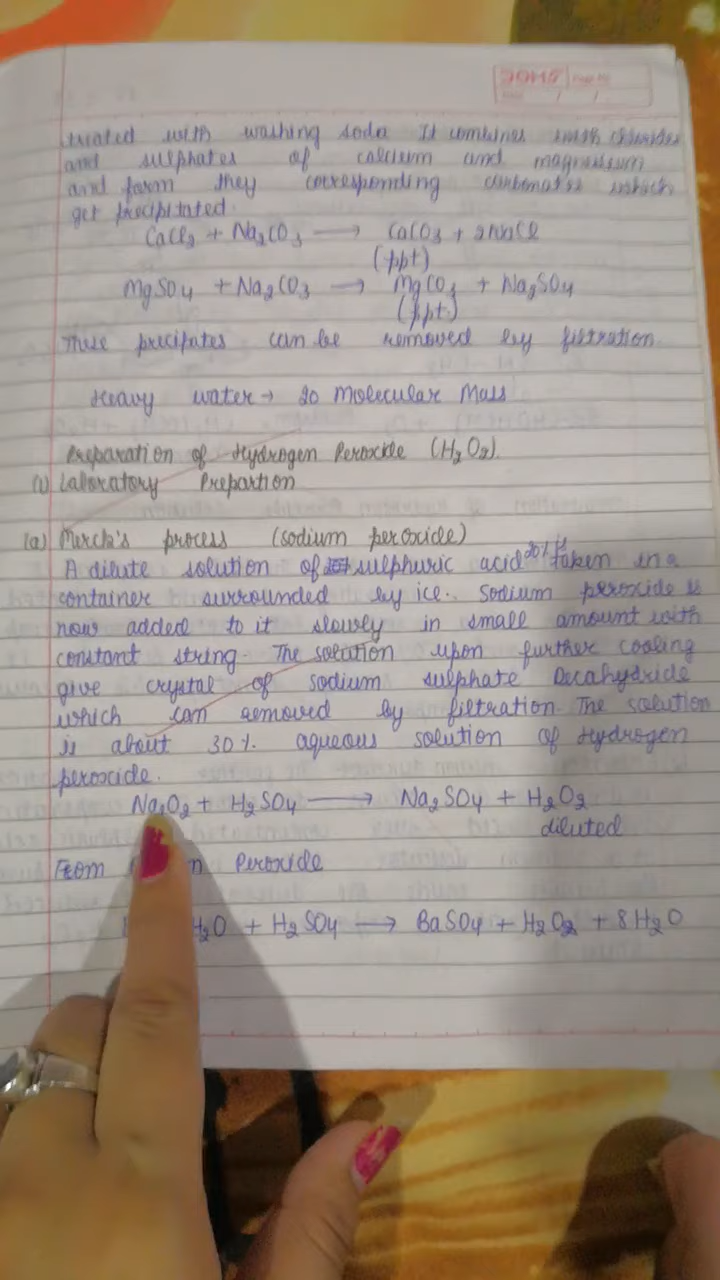 treated with washing soda It combines with chlorides
and sulphates of calcium and magnesium
and form they corresponding carbonates which
get precipitated.
CaCl₂ + Na₂CO₃ ⟶ CaCO₃ + 2NaCl
(ppt)
MgSO₄ + Na₂CO₃ ⟶ MgCO₃ + Na₂SO₄
(ppt.)
These precipates can be removed by filtration.
Heavy water → 20 Molecular Mass
Preparation of Hydrogen Peroxide (H₂O₂).
(1) Laboratory Prepartion
(a) Merck's process (sodium peroxide)
A dilute solution of sulphuric acid 20% is taken in a
container surrounded by ice. Sodium peroxide is
now added to it slowly in small amount with
constant string. The solution upon further cooling
give crystal of sodium sulphate Decahydride
which can removed by filtration. The solution
is about 30% aqueous solution of Hydrogen
peroxide.
Na₂O₂ + H₂SO₄ ⟶ Na₂SO₄ + H₂O₂
diluted
From Peroxide
H₂O + H₂SO₄ ⟶ BaSO₄ + H₂O₂ + 8H₂O